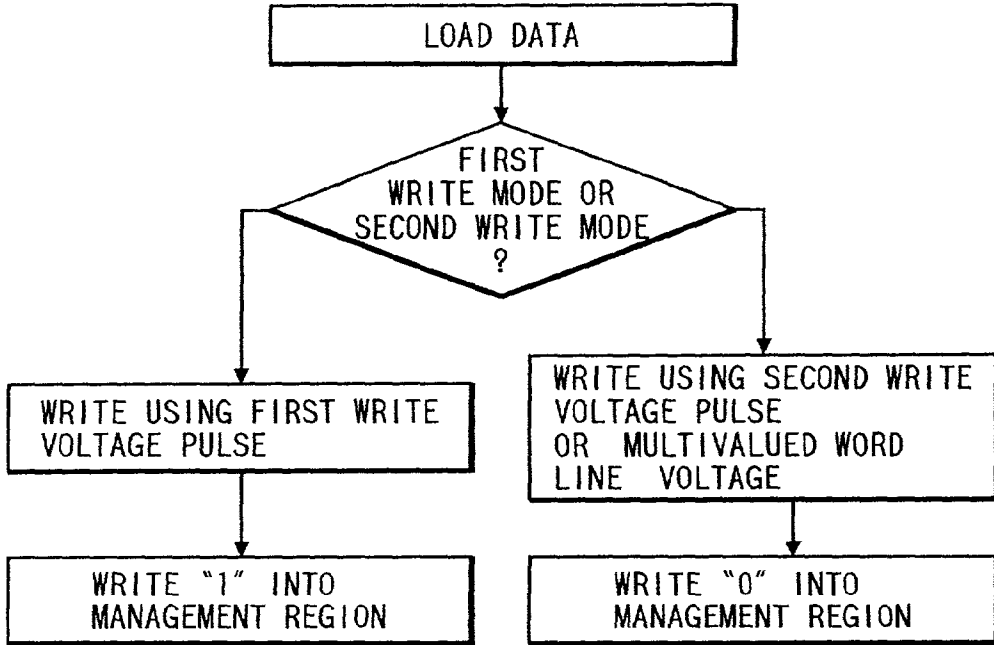 LOAD DATA
FIRST
WRITE MODE OR
SECOND WRITE MODE
?
WRITE USING FIRST WRITE
VOLTAGE PULSE
WRITE USING SECOND WRITE
VOLTAGE PULSE
OR MULTIVALUED WORD
LINE VOLTAGE
WRITE "1" INTO
MANAGEMENT REGION
WRITE "0" INTO
MANAGEMENT REGION